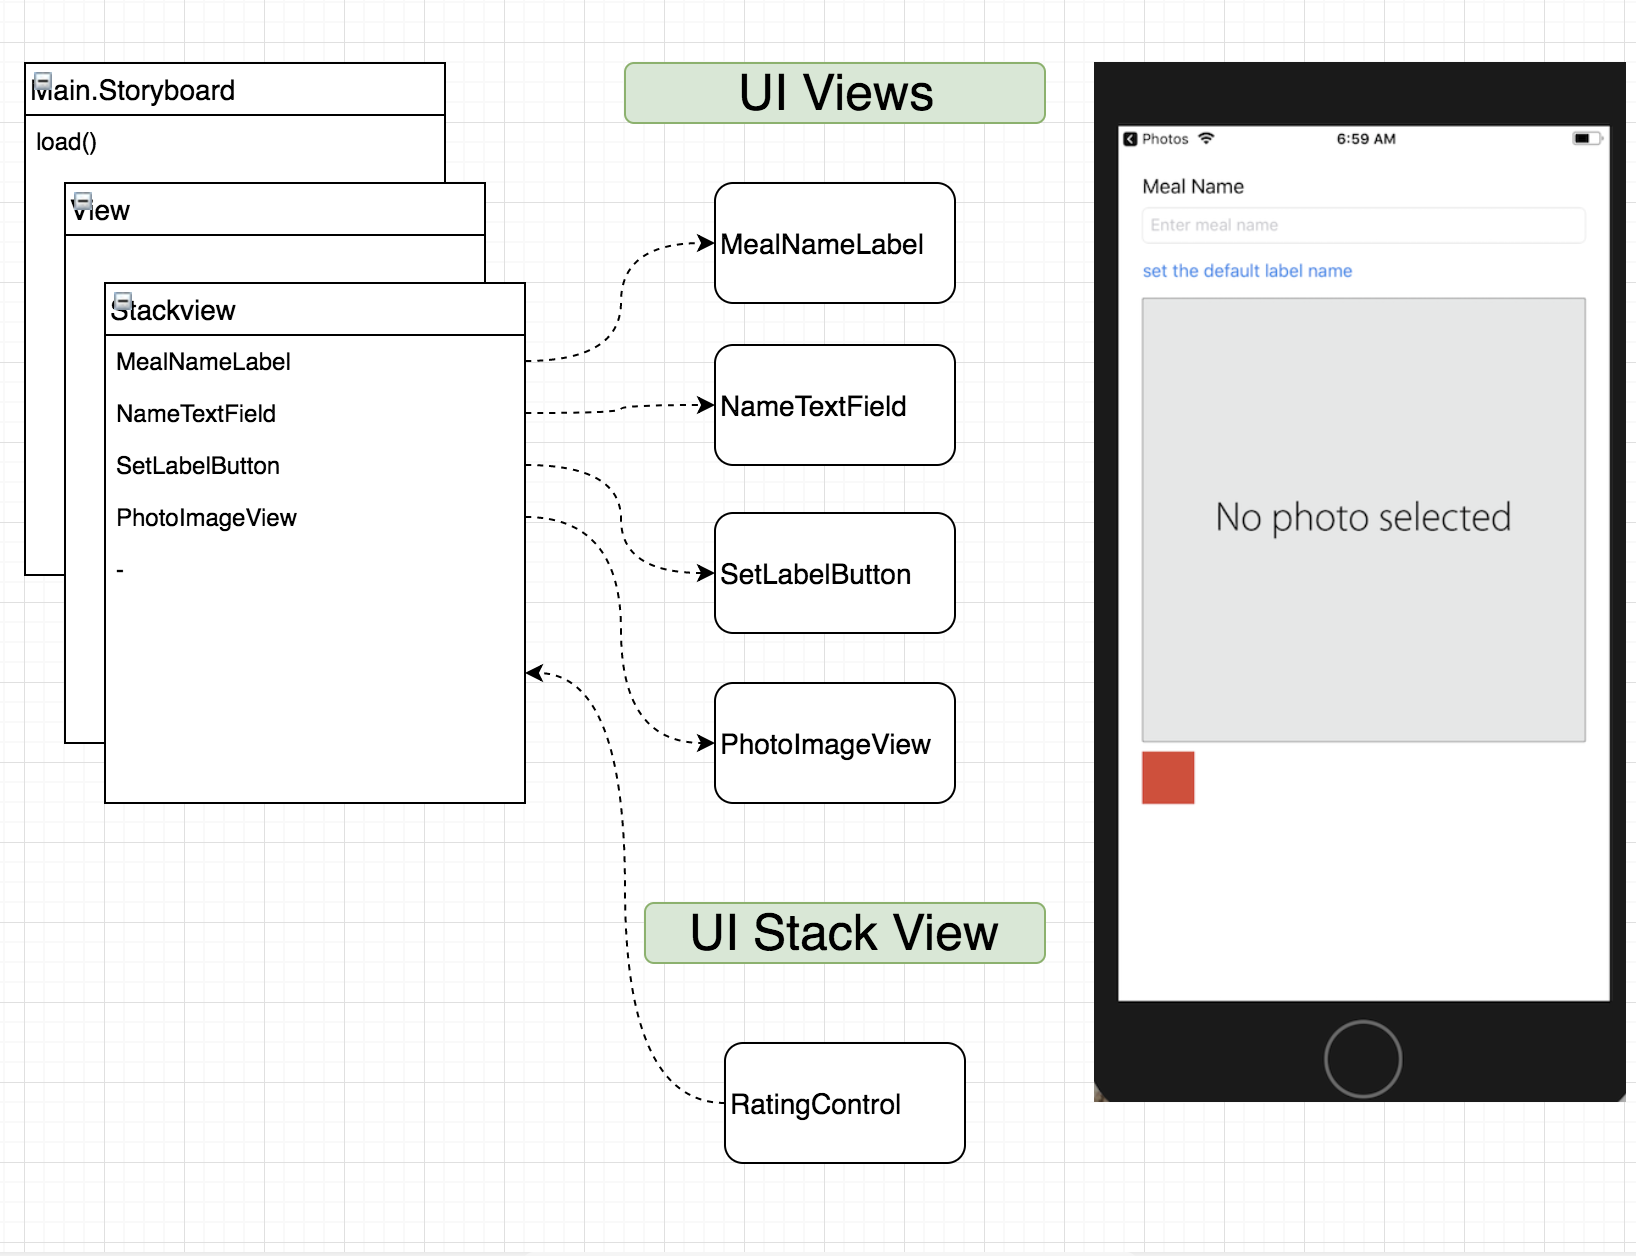 Main.Storyboard
load()
View
Stackview
MealNameLabel
NameTextField
SetLabelButton
PhotoImageView
-
UI Views
MealNameLabel
NameTextField
SetLabelButton
PhotoImageView
UI Stack View
RatingControl
Photos 6:59 AM
Meal Name
Enter meal name
set the default label name
No photo selected